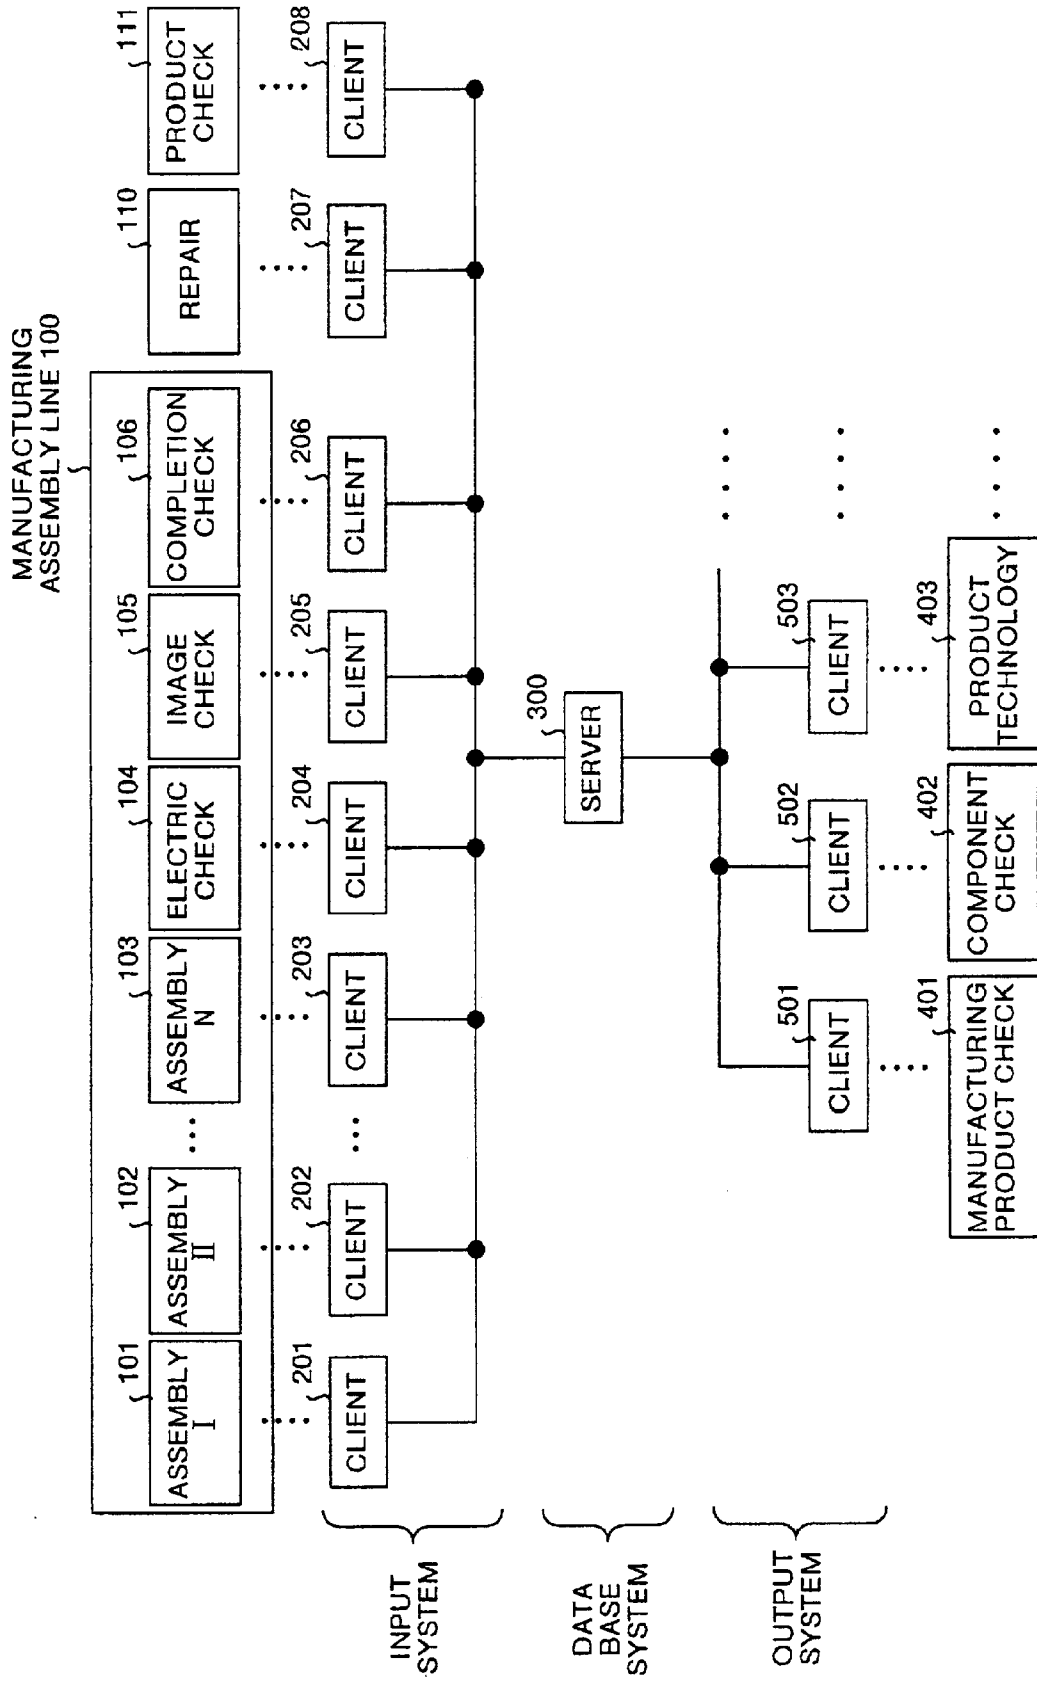 MANUFACTURING
ASSEMBLY LINE 100
101
102
103
104
105
106
110
111
ASSEMBLY
I
ASSEMBLY
II
...
ASSEMBLY
N
ELECTRIC
CHECK
IMAGE
CHECK
COMPLETION
CHECK
REPAIR
PRODUCT
CHECK
201
202
203
204
205
206
207
208
INPUT
SYSTEM
CLIENT
CLIENT
...
CLIENT
CLIENT
CLIENT
CLIENT
CLIENT
CLIENT
DATA
BASE
SYSTEM
300
SERVER
OUTPUT
SYSTEM
501
502
503
CLIENT
CLIENT
CLIENT
401
402
403
MANUFACTURING
PRODUCT CHECK
COMPONENT
CHECK
PRODUCT
TECHNOLOGY